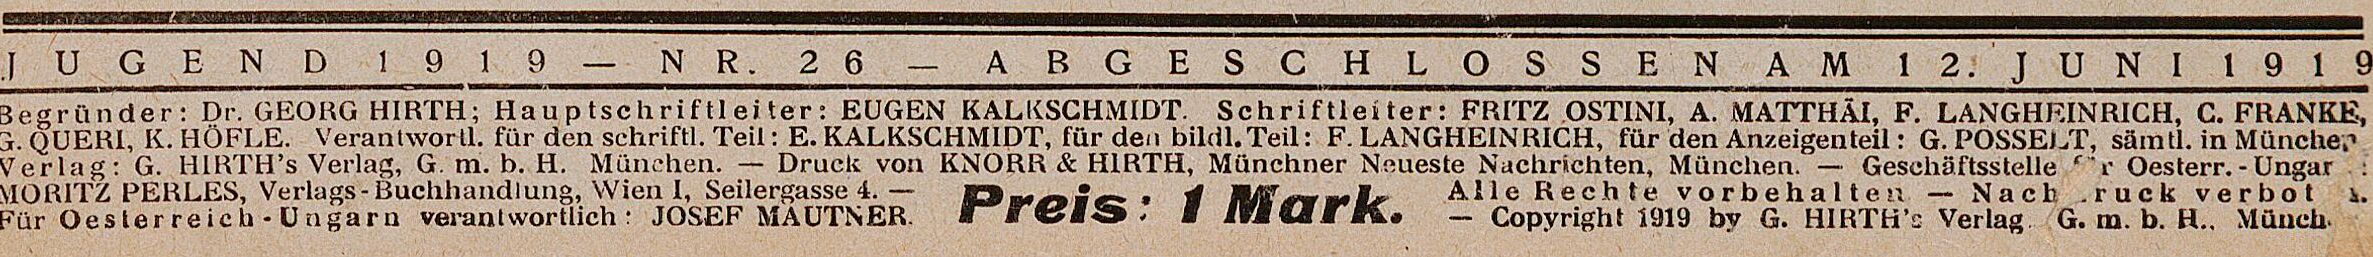 JUGEND 1919 — NR. 26 — ABGESCHLOSSEN AM 12. JUNI 1919
Begründer: Dr. GEORG HIRTH; Hauptschriftleiter: EUGEN KALKSCHMIDT. Schriftleiter: FRITZ OSTINI, A. MATTHÄI, F. LANGHEINRICH, C. FRANKE,
G. QUERI, K. HÖFLE. Verantwortl. für den schriftl. Teil: E. KALKSCHMIDT, für den bildl. Teil: F. LANGHEINRICH, für den Anzeigenteil: G. POSSELT, sämtl. in München
Verlag: G. HIRTH's Verlag, G. m. b. H. München. — Druck von KNORR & HIRTH, Münchner Neueste Nachrichten, München. — Geschäftsstelle Oesterr.-Ungar
MORITZ PERLES, Verlags-Buchhandlung, Wien I, Seilergasse 4. —
Für Oesterreich-Ungarn verantwortlich: JOSEF MAUTNER.
Preis: 1 Mark.
Alle Rechte vorbehalten — Nach ruck verbot
— Copyright 1919 by G. HIRTH's Verlag G. m. b. H., Münch